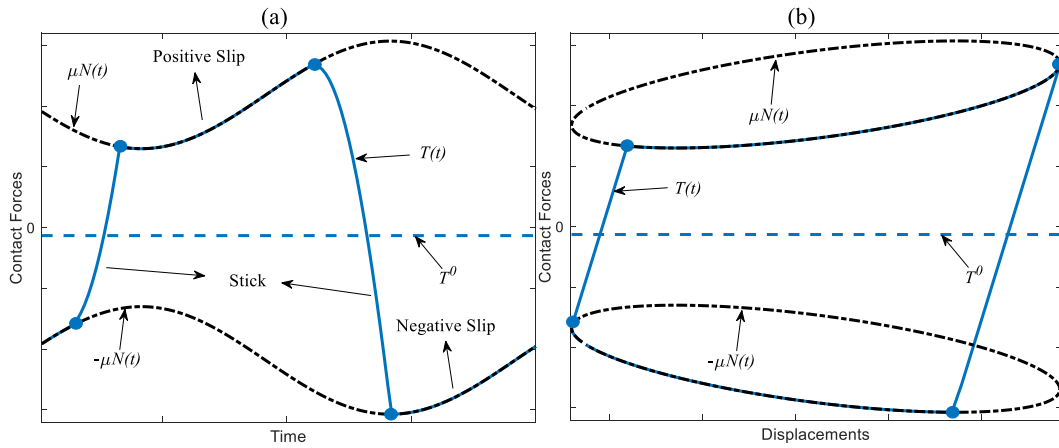 (a)
Positive Slip
μN(t)
T(t)
0
T⁰
Stick
Negative Slip
-μN(t)
Contact Forces
Time
(b)
μN(t)
T(t)
0
T⁰
-μN(t)
Contact Forces
Displacements